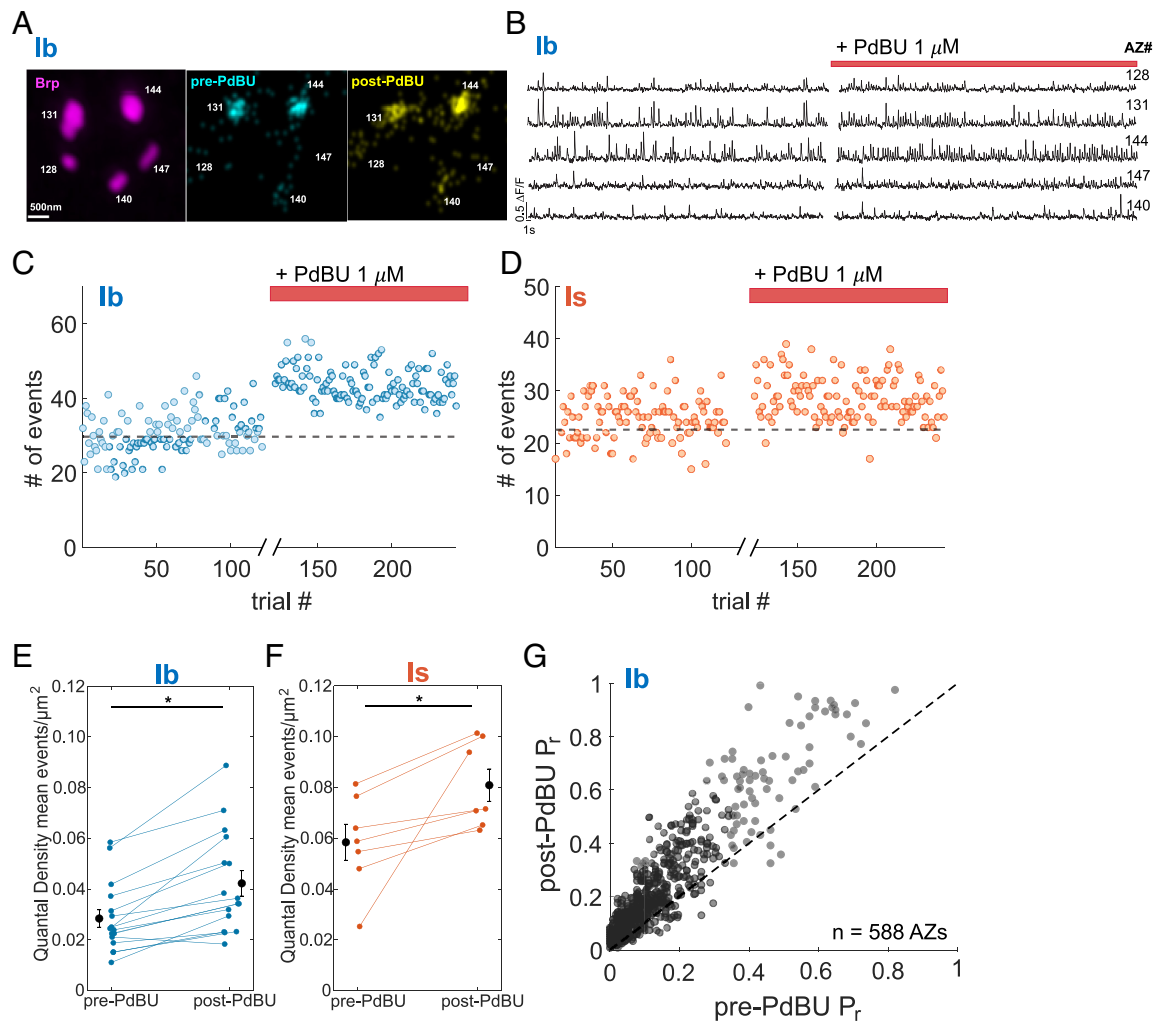 A
Ib
Brp
144
131
128
147
140
500nm
pre-PdBU
144
131
128
147
140
post-PdBU
144
131
128
147
140
B
Ib
+ PdBU 1 μM
AZ#
128
131
144
147
140
0.5 ΔF/F
1s
C
Ib
+ PdBU 1 μM
# of events
60
40
20
0
50
100
150
200
trial #
D
Is
+ PdBU 1 μM
# of events
50
40
30
20
10
0
50
100
150
200
trial #
E
Ib
Quantal Density mean events/μm²
0.12
0.10
0.08
0.06
0.04
0.02
0
*
pre-PdBU
post-PdBU
F
Is
Quantal Density mean events/μm²
0.12
0.10
0.08
0.06
0.04
0.02
0
*
pre-PdBU
post-PdBU
G
Ib
post-PdBU Pr
1
0.8
0.6
0.4
0.2
0
0
0.2
0.4
0.6
0.8
1
n = 588 AZs
pre-PdBU Pr